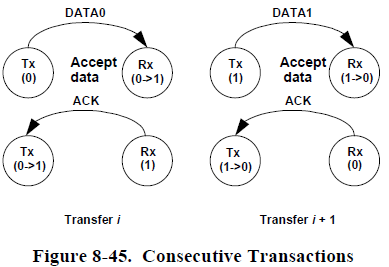 DATA0
Tx
(0)
Accept
data
Rx
(0->1)
ACK
Tx
(0->1)
Rx
(1)
Transfer i
DATA1
Tx
(1)
Accept
data
Rx
(1->0)
ACK
Tx
(1->0)
Rx
(0)
Transfer i + 1
Figure 8-45. Consecutive Transactions